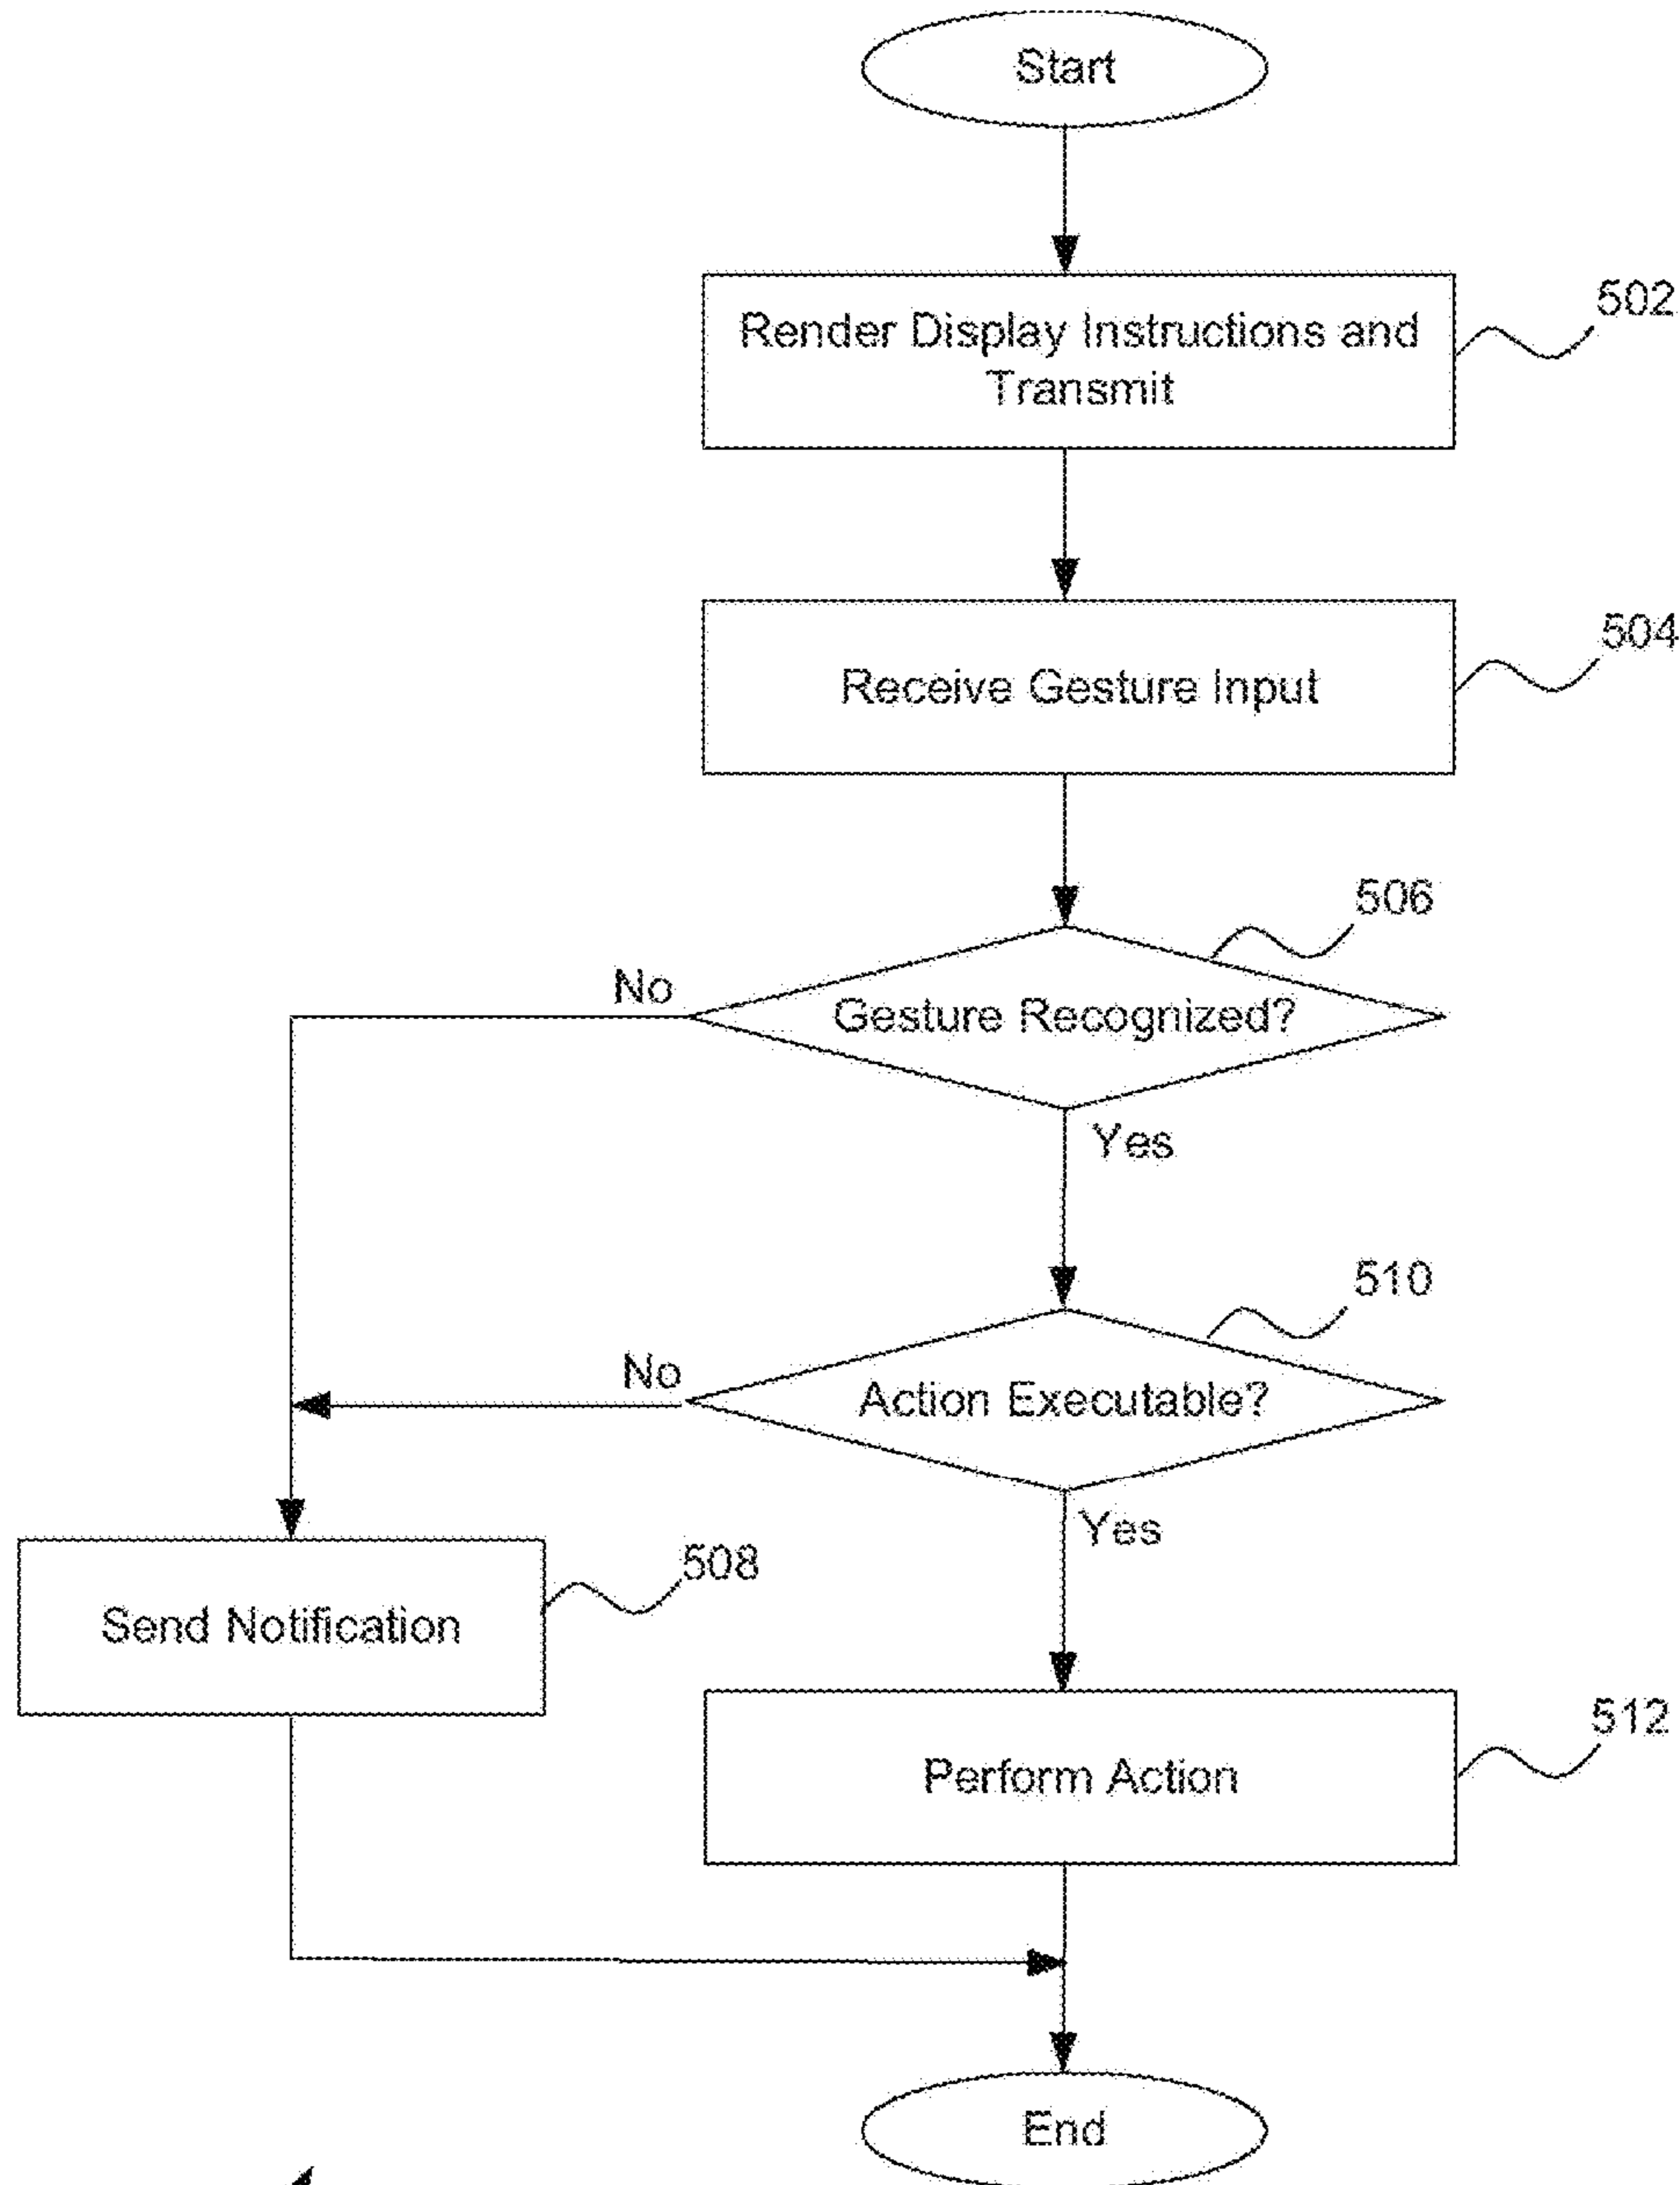 Start
502
Render Display Instructions and
Transmit
504
Receive Gesture Input
506
No
Gesture Recognized?
Yes
510
No
Action Executable?
Yes
508
Send Notification
512
Perform Action
End